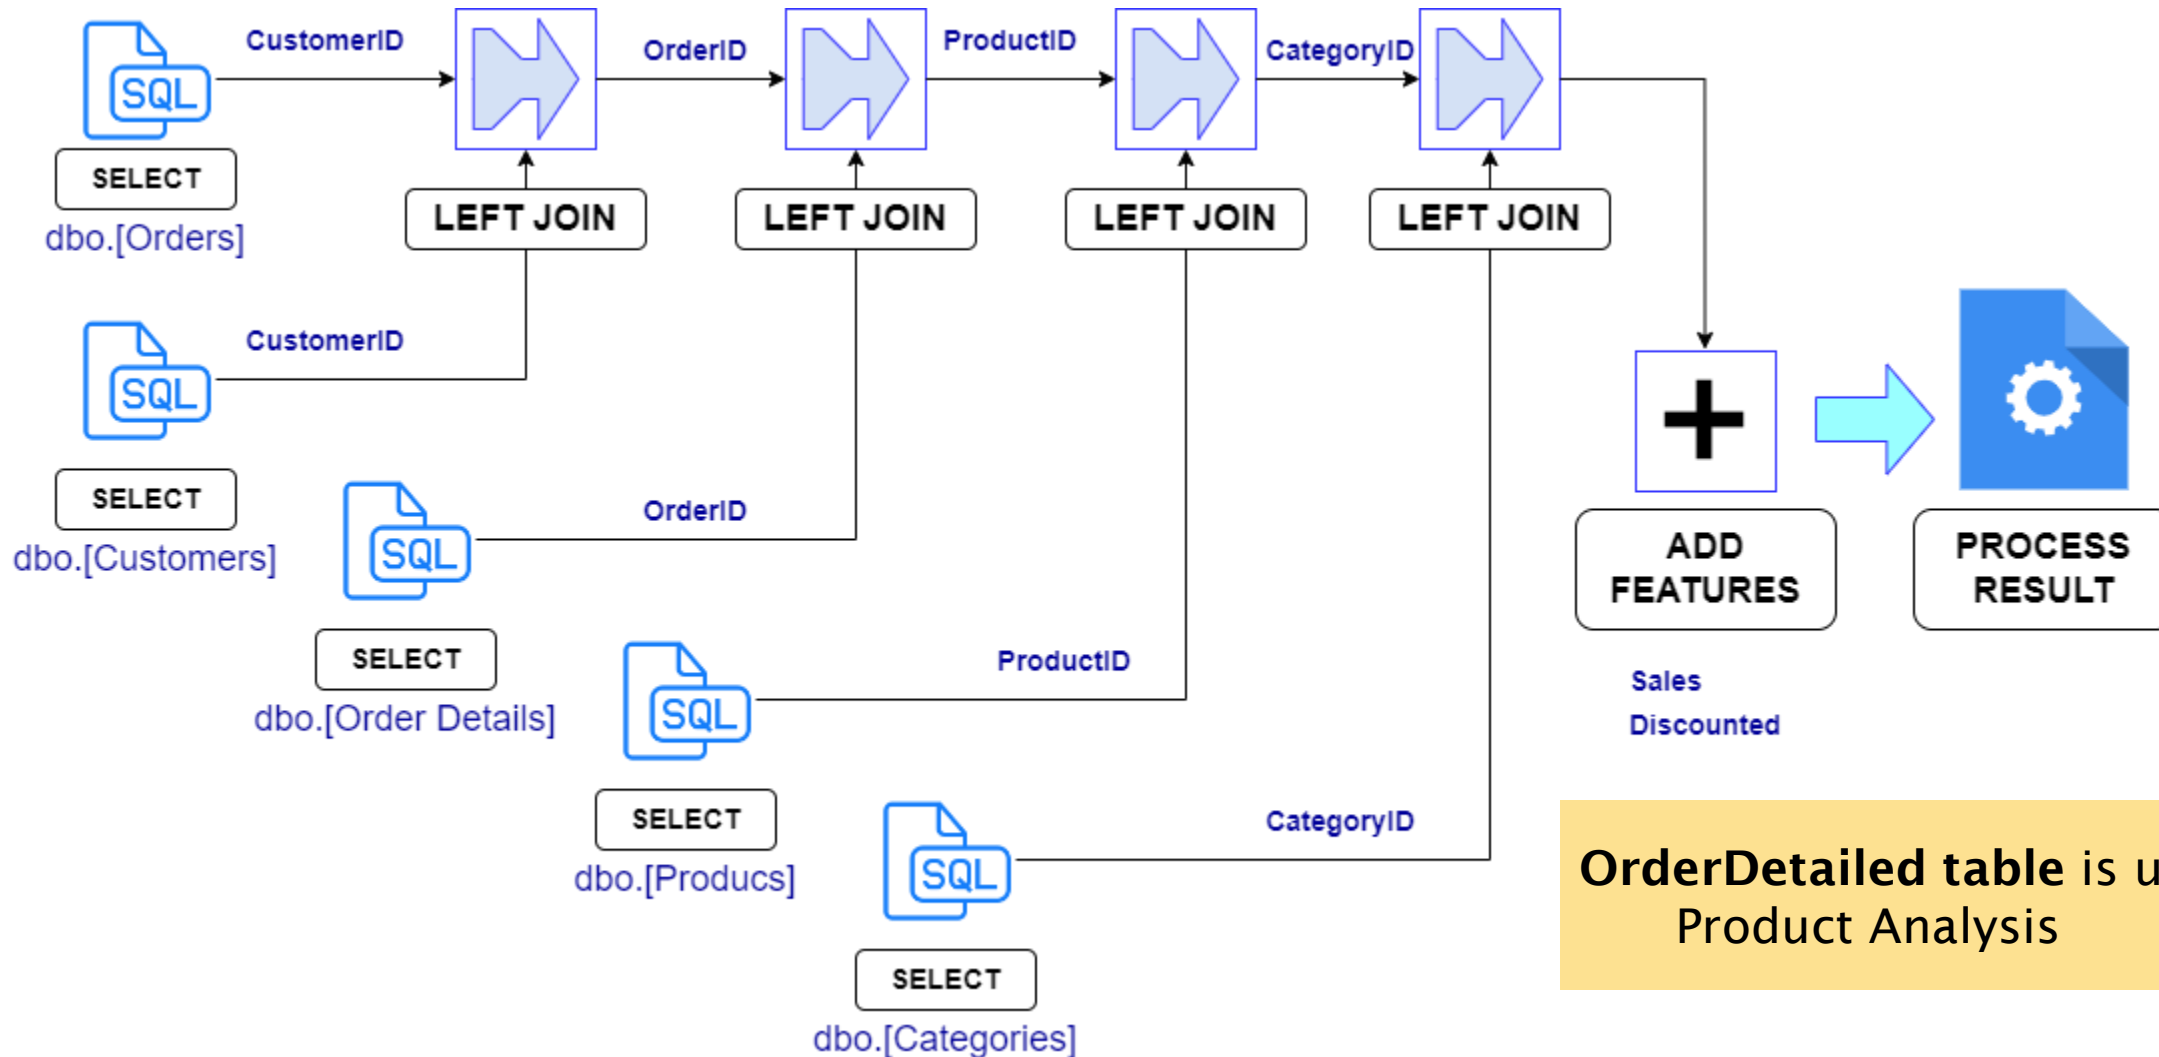 CustomerID
OrderID
ProductID
CategoryID
SQL
SELECT
dbo.[Orders]
LEFT JOIN
LEFT JOIN
LEFT JOIN
LEFT JOIN
CustomerID
SQL
SELECT
dbo.[Customers]
OrderID
SQL
SELECT
dbo.[Order Details]
ProductID
SQL
SELECT
dbo.[Producs]
CategoryID
SQL
SELECT
dbo.[Categories]
ADD
FEATURES
Sales
Discounted
PROCESS
RESULT
OrderDetailed table is
Product Analysis